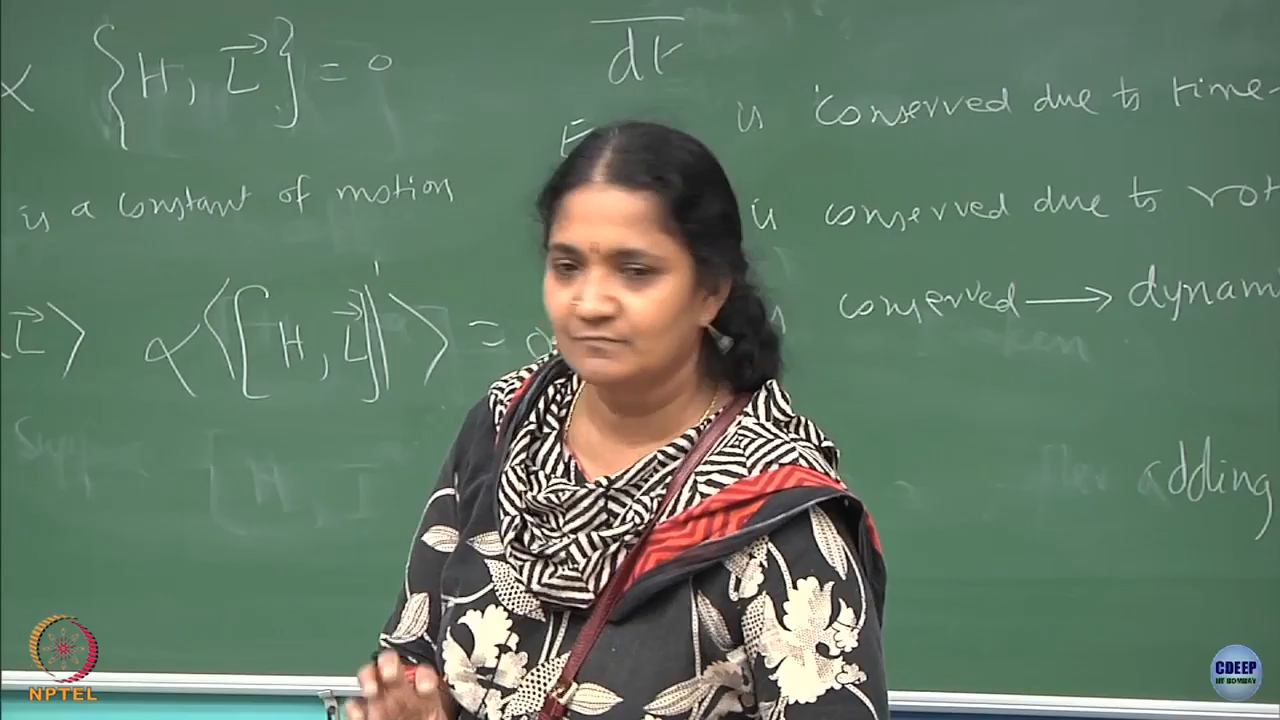 ∝ {H, L⃗} = 0
dt
E is conserved due to time-
is a constant of motion
is conserved due to rot
conserved → dynami
L⃗⟩ ∝ ⟨[H, L⃗]⟩ = 0
adding
NPTEL
CDEEP
IIT BOMBAY